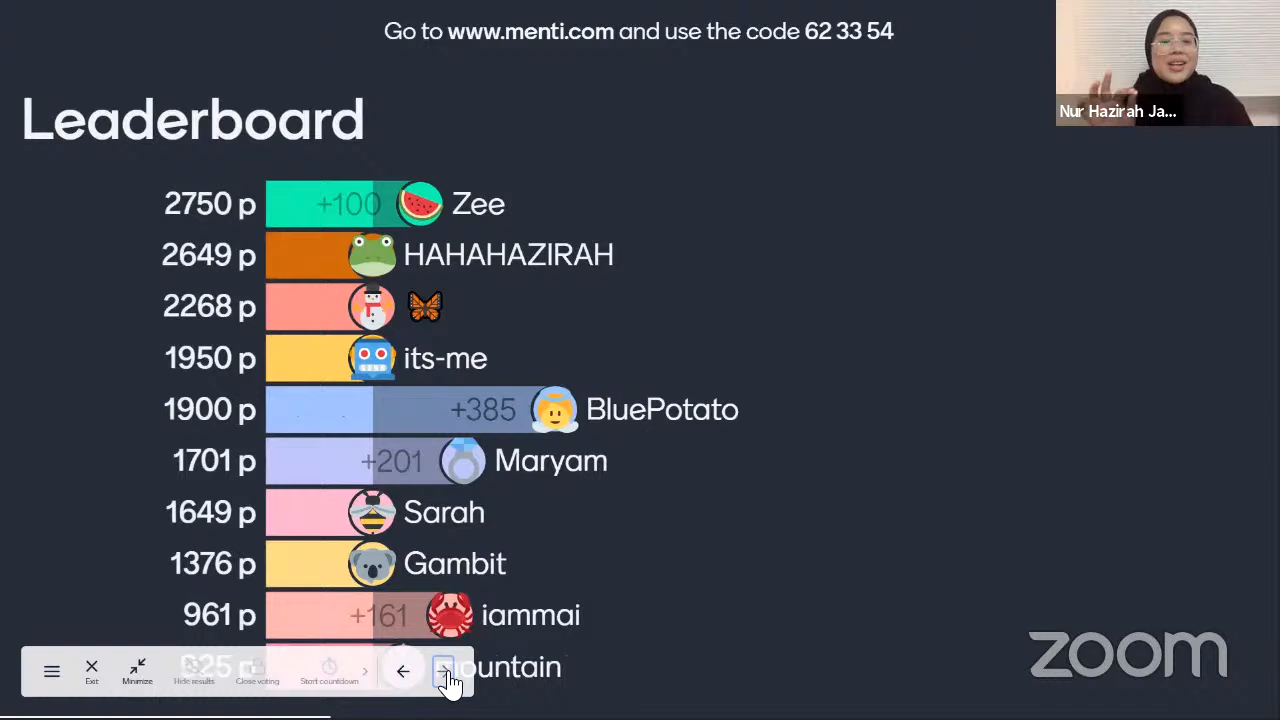 Go to www.menti.com and use the code 62 33 54
Nur Hazirah Ja...
Leaderboard
2750 p +100 Zee
2649 p HAHAHAZIRAH
2268 p
1950 p its-me
1900 p +385 BluePotato
1701 p +201 Maryam
1649 p Sarah
1376 p Gambit
961 p +161 iammai
925 p
Exit Minimize Hide results Close voting Start countdown
zoom